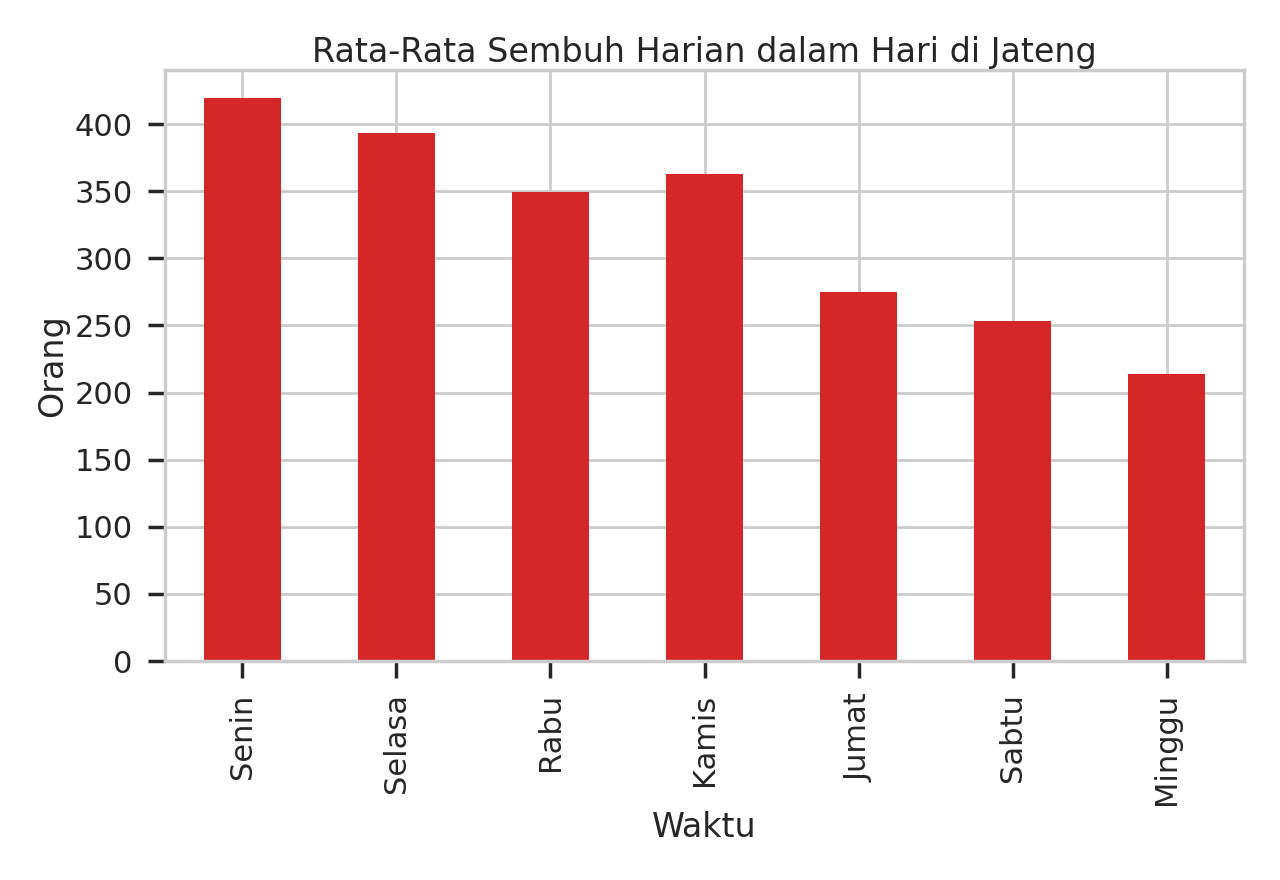 Rata-Rata Sembuh Harian dalam Hari di Jateng
400
350
300
250
200
150
100
50
0
Orang
Senin
Selasa
Rabu
Kamis
Jumat
Sabtu
Minggu
Waktu